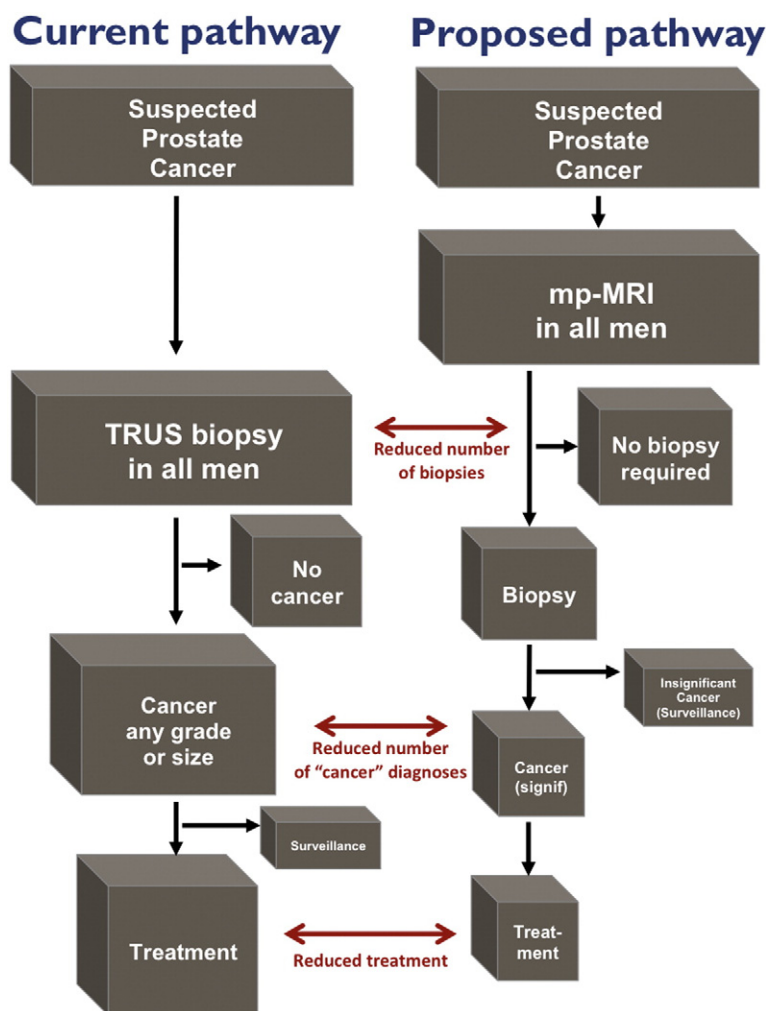 Current pathway
Proposed pathway
Suspected
Prostate
Cancer
Suspected
Prostate
Cancer
mp-MRI
in all men
TRUS biopsy
in all men
Reduced number
of biopsies
No biopsy
required
No
cancer
Biopsy
Insignificant
Cancer
(Surveillance)
Cancer
any grade
or size
Reduced number
of “cancer” diagnoses
Cancer
(signif)
Surveillance
Treatment
Reduced treatment
Treat-
ment